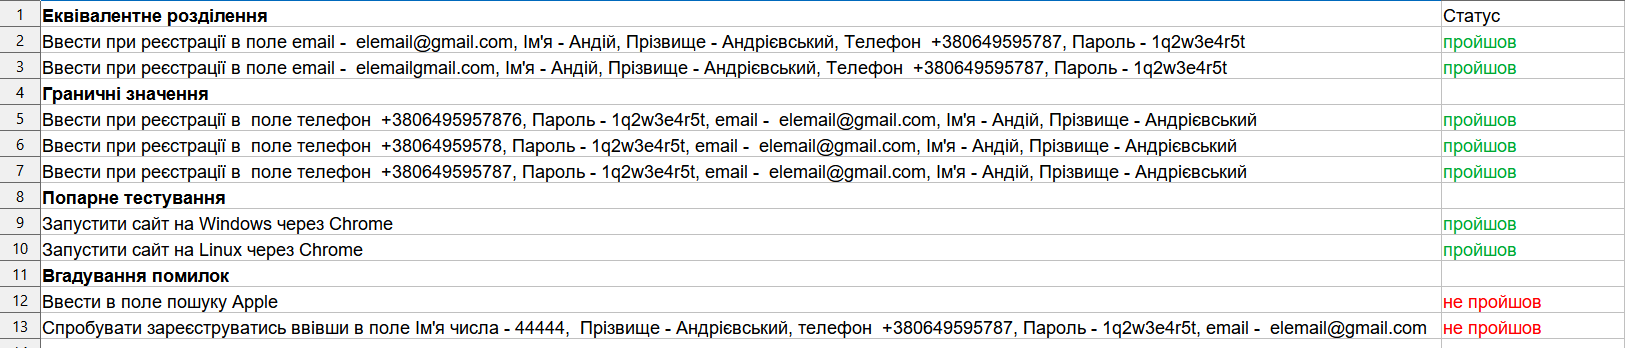 1 Еквівалентне розділення Статус
2 Ввести при реєстрації в поле email -  elemail@gmail.com, Ім'я - Андій, Прізвище - Андрієвський, Телефон  +380649595787, Пароль - 1q2w3e4r5t пройшов
3 Ввести при реєстрації в поле email -  elemailgmail.com, Ім'я - Андій, Прізвище - Андрієвський, Телефон  +380649595787, Пароль - 1q2w3e4r5t пройшов
4 Граничні значення
5 Ввести при реєстрації в  поле телефон  +3806495957876, Пароль - 1q2w3e4r5t, email -  elemail@gmail.com, Ім'я - Андій, Прізвище - Андрієвський пройшов
6 Ввести при реєстрації в  поле телефон  +38064959578, Пароль - 1q2w3e4r5t, email -  elemail@gmail.com, Ім'я - Андій, Прізвище - Андрієвський пройшов
7 Ввести при реєстрації в  поле телефон  +380649595787, Пароль - 1q2w3e4r5t, email -  elemail@gmail.com, Ім'я - Андій, Прізвище - Андрієвський пройшов
8 Попарне тестування
9 Запустити сайт на Windows через Chrome пройшов
10 Запустити сайт на Linux через Chrome пройшов
11 Вгадування помилок
12 Ввести в поле пошуку Apple не пройшов
13 Спробувати зареєструватись ввівши в поле Ім'я числа - 44444,  Прізвище - Андрієвський, телефон  +380649595787, Пароль - 1q2w3e4r5t, email -  elemail@gmail.com не пройшов